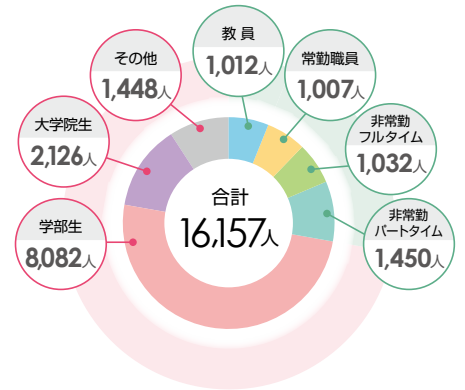 教 員
1,012人
常勤職員
1,007人
非常勤
フルタイム
1,032人
非常勤
パートタイム
1,450人
学部生
8,082人
大学院生
2,126人
その他
1,448人
合計
16,157人